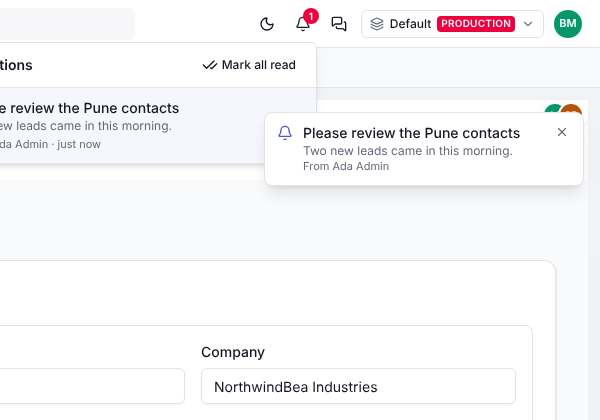 1
Default PRODUCTION
BM
tions
Mark all read
e review the Pune contacts
ew leads came in this morning.
da Admin · just now
Please review the Pune contacts
Two new leads came in this morning.
From Ada Admin
Company
NorthwindBea Industries